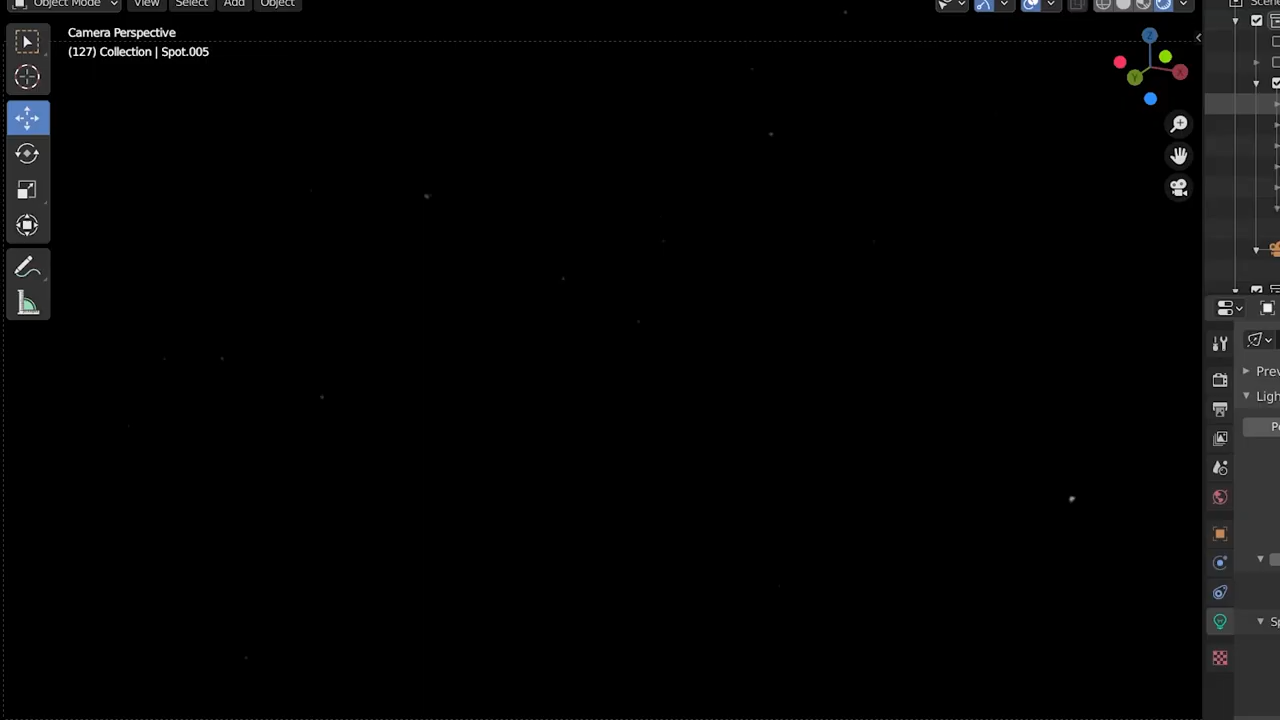 Object Mode View Select Add Object
Camera Perspective
(127) Collection | Spot.005
Z
X
Y